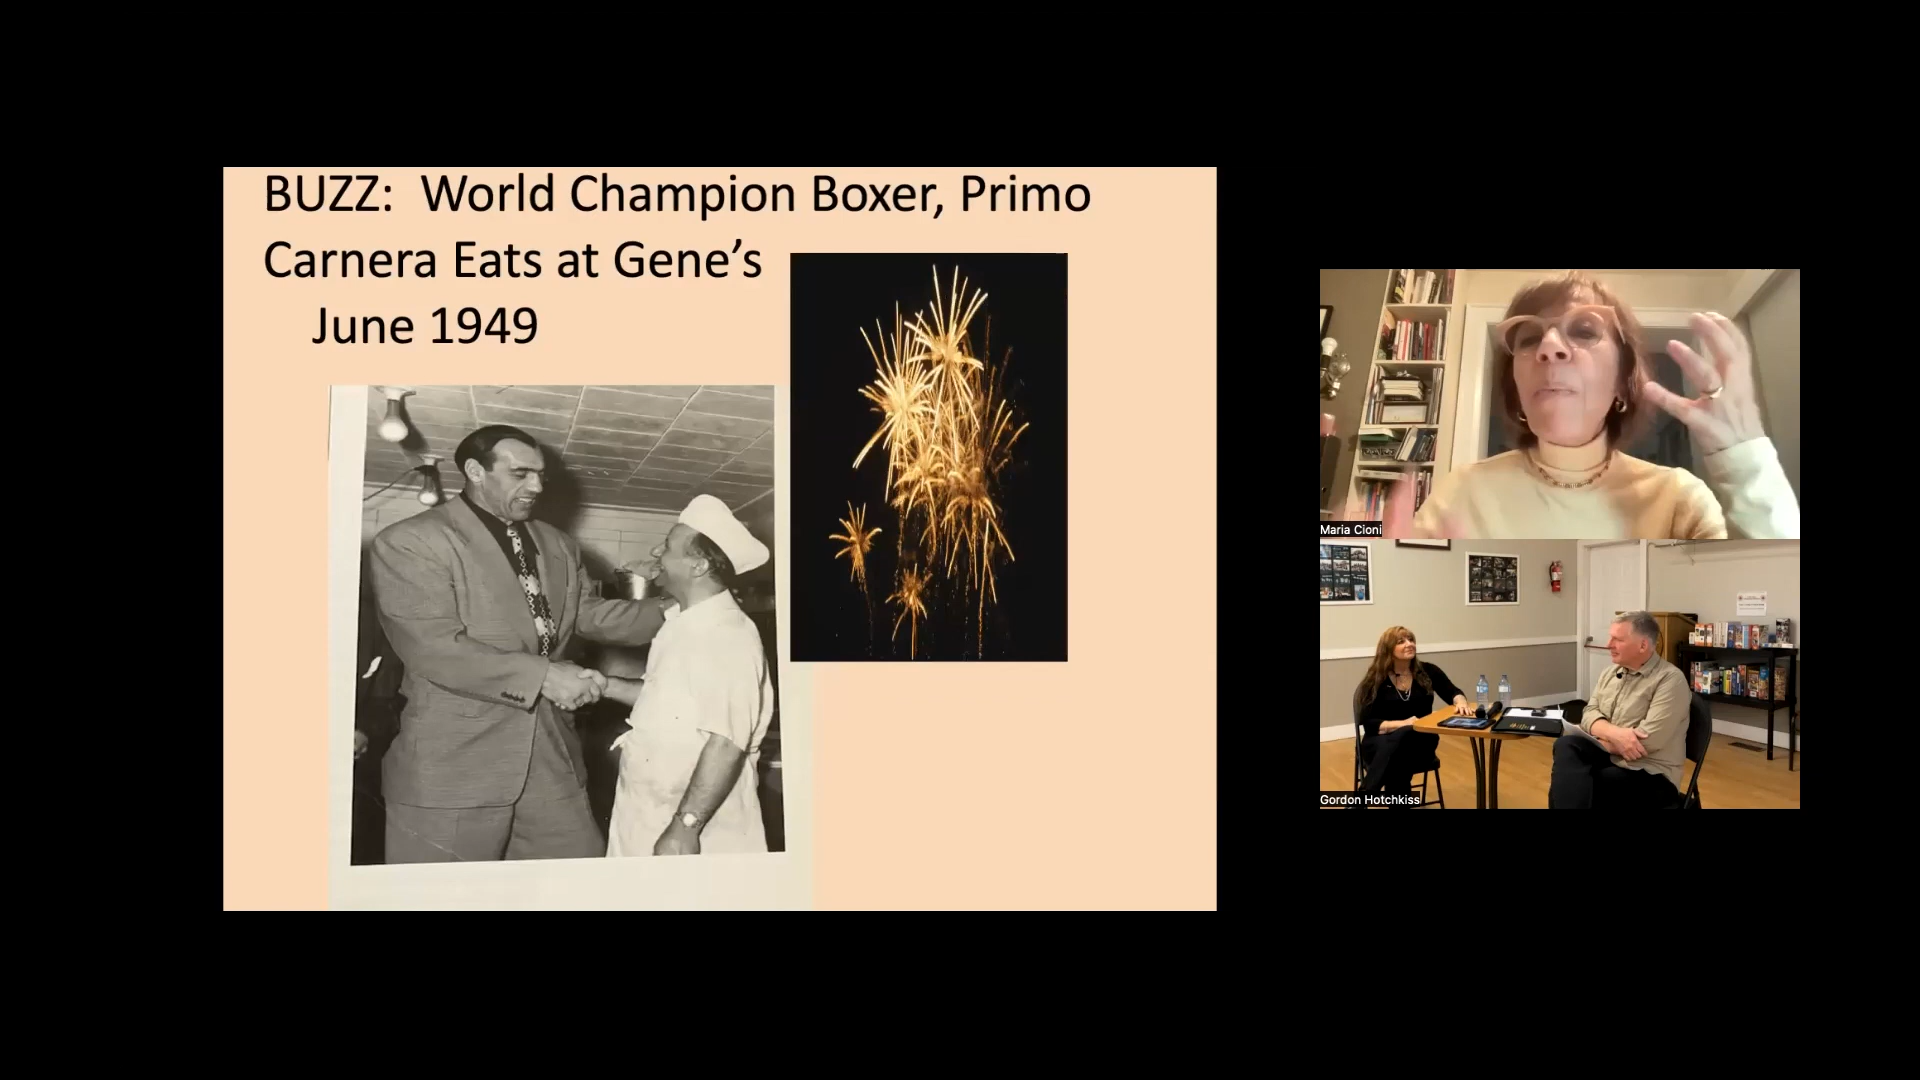 BUZZ:  World Champion Boxer, Primo
Carnera Eats at Gene’s
June 1949
Maria Cioni
Gordon Hotchkiss